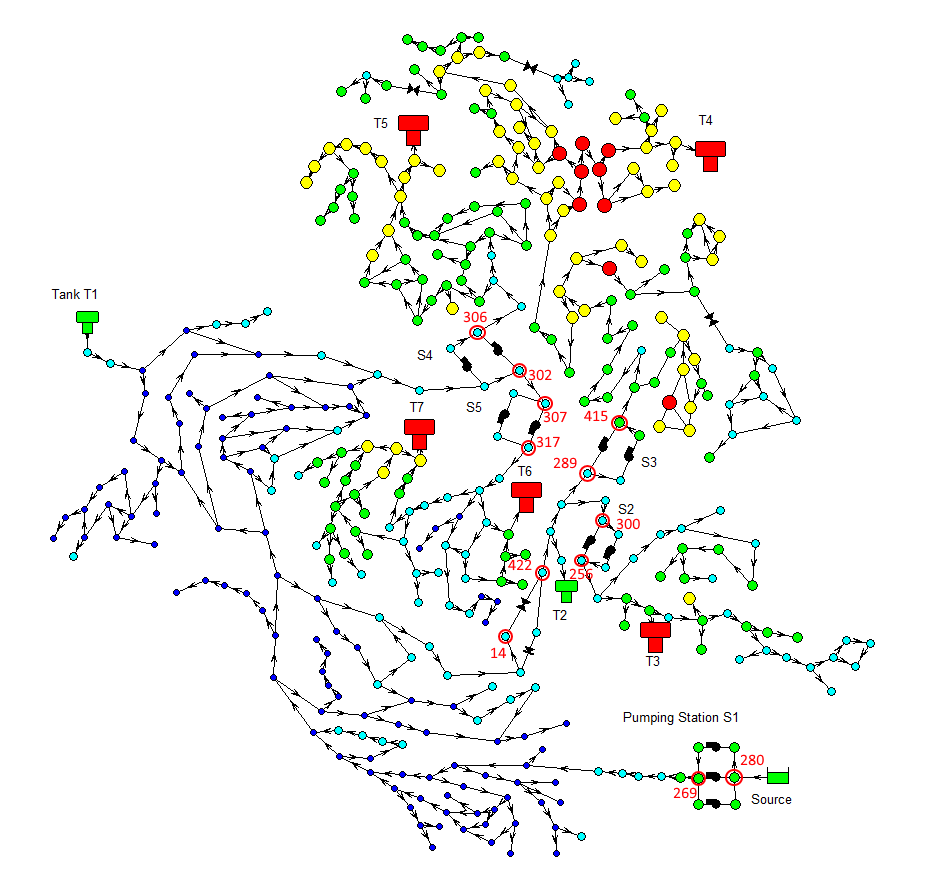 T5
T4
Tank T1
306
S4
302
S5
307
T7
415
317
289
S3
T6
S2
300
422
256
T2
14
T3
Pumping Station S1
280
269
Source